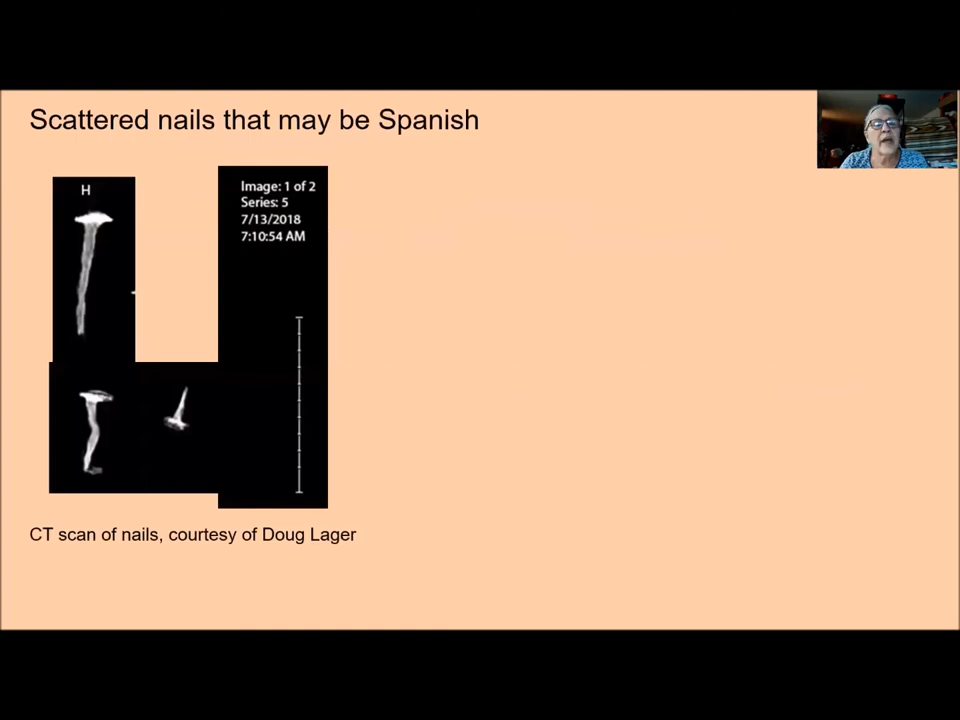 Scattered nails that may be Spanish
H
Image: 1 of 2
Series: 5
7/13/2018
7:10:54 AM
CT scan of nails, courtesy of Doug Lager